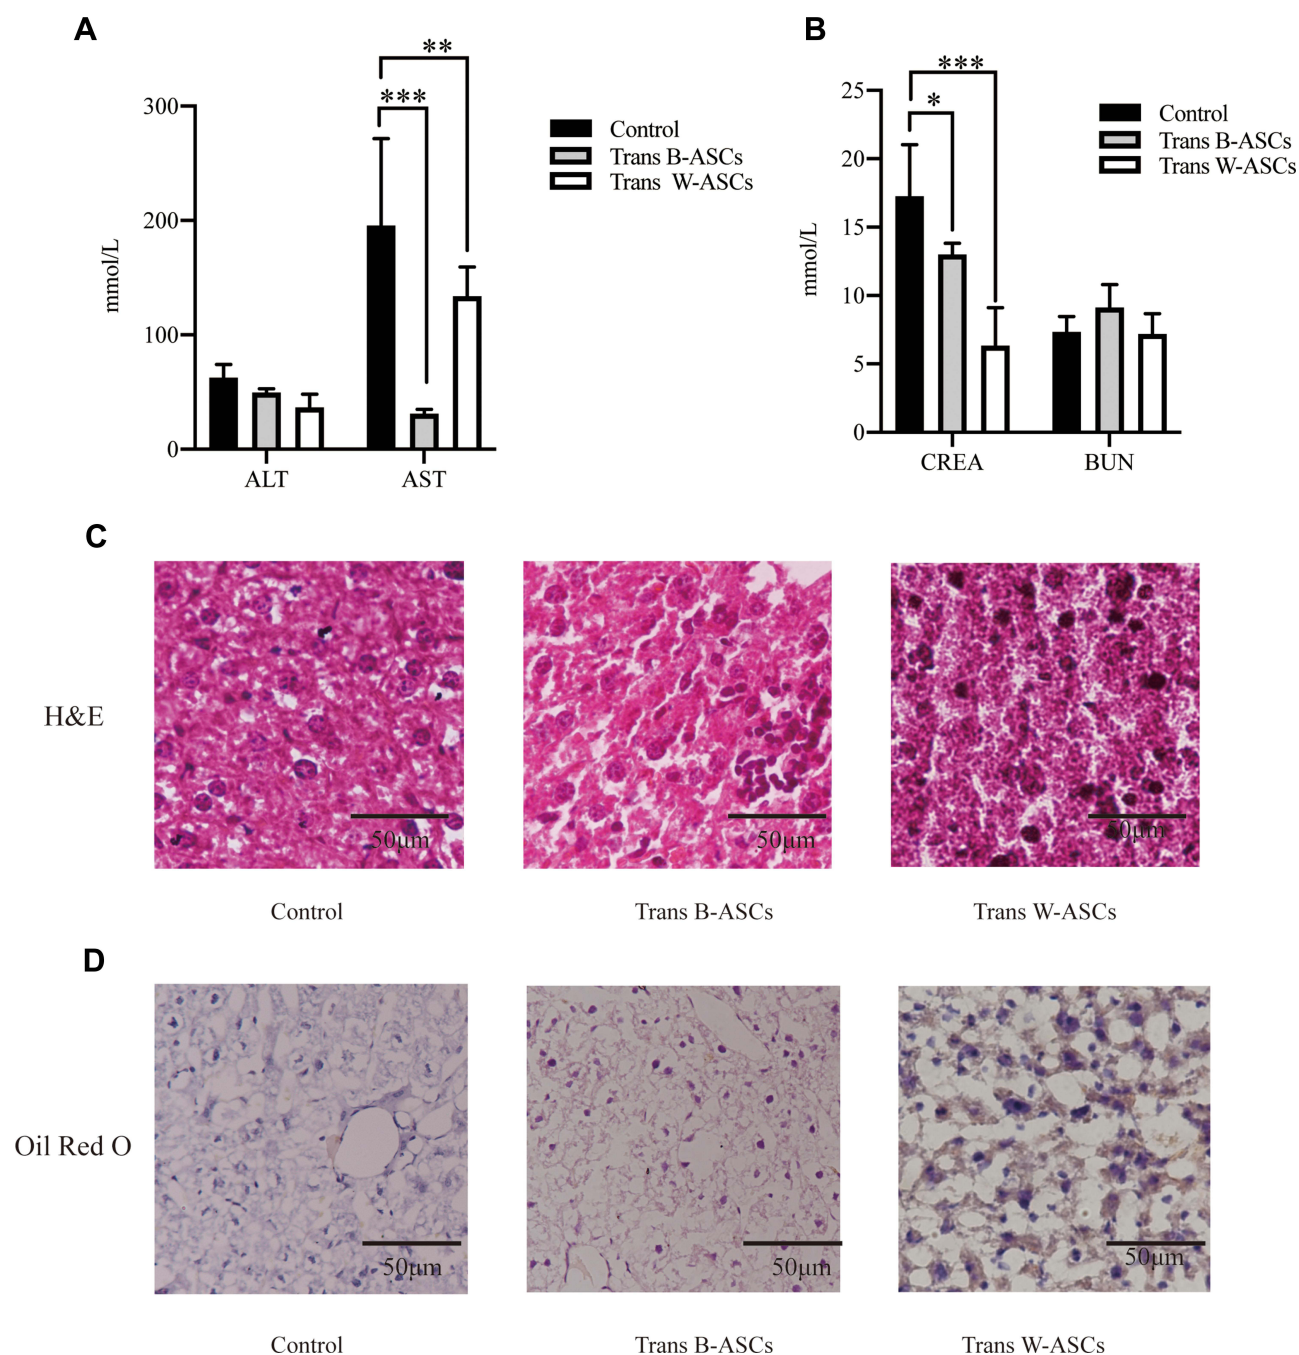 A
**
***
300
200
100
0
mmol/L
ALT
AST
Control
Trans B-ASCs
Trans W-ASCs
B
***
*
25
20
15
10
5
0
mmol/L
CREA
BUN
Control
Trans B-ASCs
Trans W-ASCs
C
H&E
50μm
50μm
50μm
Control
Trans B-ASCs
Trans W-ASCs
D
Oil Red O
50μm
50μm
50μm
Control
Trans B-ASCs
Trans W-ASCs